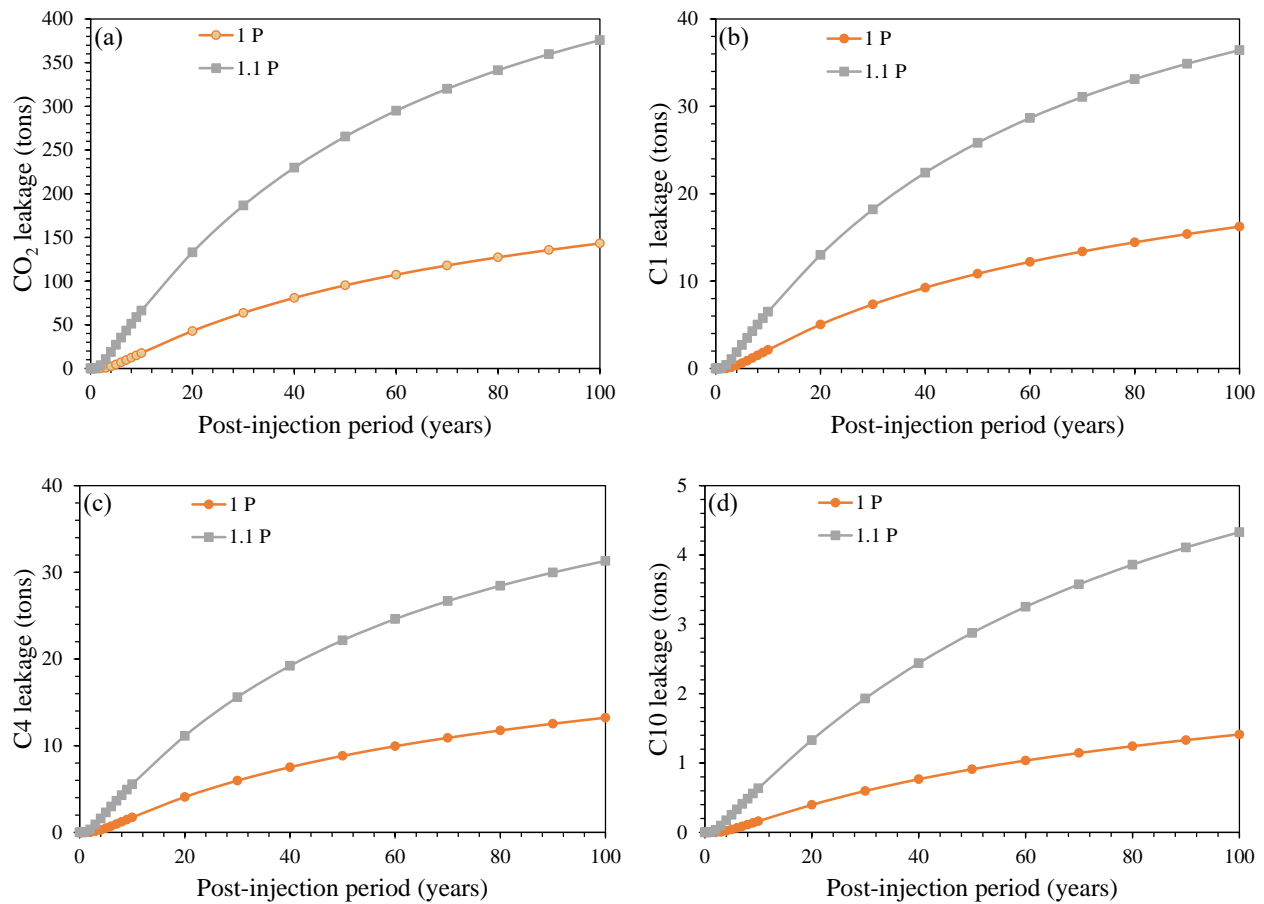 (a)
1 P
1.1 P
400
350
300
250
200
150
100
50
0
CO₂ leakage (tons)
0 20 40 60 80 100
Post-injection period (years)
(b)
1 P
1.1 P
40
30
20
10
0
C1 leakage (tons)
0 20 40 60 80 100
Post-injection period (years)
(c)
1 P
1.1 P
40
30
20
10
0
C4 leakage (tons)
0 20 40 60 80 100
Post-injection period (years)
(d)
1 P
1.1 P
5
4
3
2
1
0
C10 leakage (tons)
0 20 40 60 80 100
Post-injection period (years)